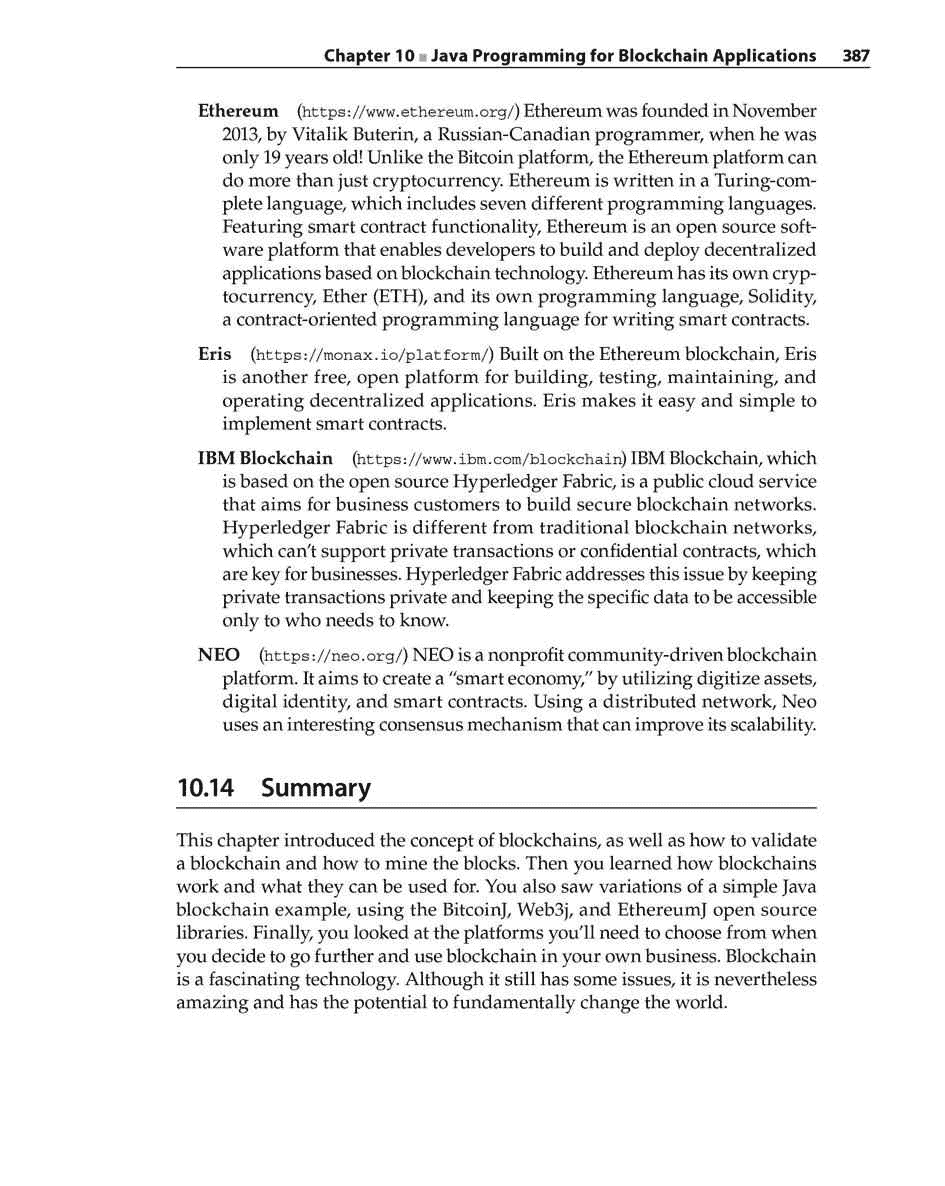 Chapter 10 ■ Java Programming for Blockchain Applications 387
Ethereum (https://www.ethereum.org/) Ethereum was founded in November
2013, by Vitalik Buterin, a Russian-Canadian programmer, when he was
only 19 years old! Unlike the Bitcoin platform, the Ethereum platform can
do more than just cryptocurrency. Ethereum is written in a Turing-com-
plete language, which includes seven different programming languages.
Featuring smart contract functionality, Ethereum is an open source soft-
ware platform that enables developers to build and deploy decentralized
applications based on blockchain technology. Ethereum has its own cryp-
tocurrency, Ether (ETH), and its own programming language, Solidity,
a contract-oriented programming language for writing smart contracts.
Eris (https://monax.io/platform/) Built on the Ethereum blockchain, Eris
is another free, open platform for building, testing, maintaining, and
operating decentralized applications. Eris makes it easy and simple to
implement smart contracts.
IBM Blockchain (https://www.ibm.com/blockchain) IBM Blockchain, which
is based on the open source Hyperledger Fabric, is a public cloud service
that aims for business customers to build secure blockchain networks.
Hyperledger Fabric is different from traditional blockchain networks,
which can't support private transactions or confidential contracts, which
are key for businesses. Hyperledger Fabric addresses this issue by keeping
private transactions private and keeping the specific data to be accessible
only to who needs to know.
NEO (https://neo.org/) NEO is a nonprofit community-driven blockchain
platform. It aims to create a “smart economy,” by utilizing digitize assets,
digital identity, and smart contracts. Using a distributed network, Neo
uses an interesting consensus mechanism that can improve its scalability.
10.14 Summary
This chapter introduced the concept of blockchains, as well as how to validate
a blockchain and how to mine the blocks. Then you learned how blockchains
work and what they can be used for. You also saw variations of a simple Java
blockchain example, using the BitcoinJ, Web3j, and EthereumJ open source
libraries. Finally, you looked at the platforms you'll need to choose from when
you decide to go further and use blockchain in your own business. Blockchain
is a fascinating technology. Although it still has some issues, it is nevertheless
amazing and has the potential to fundamentally change the world.